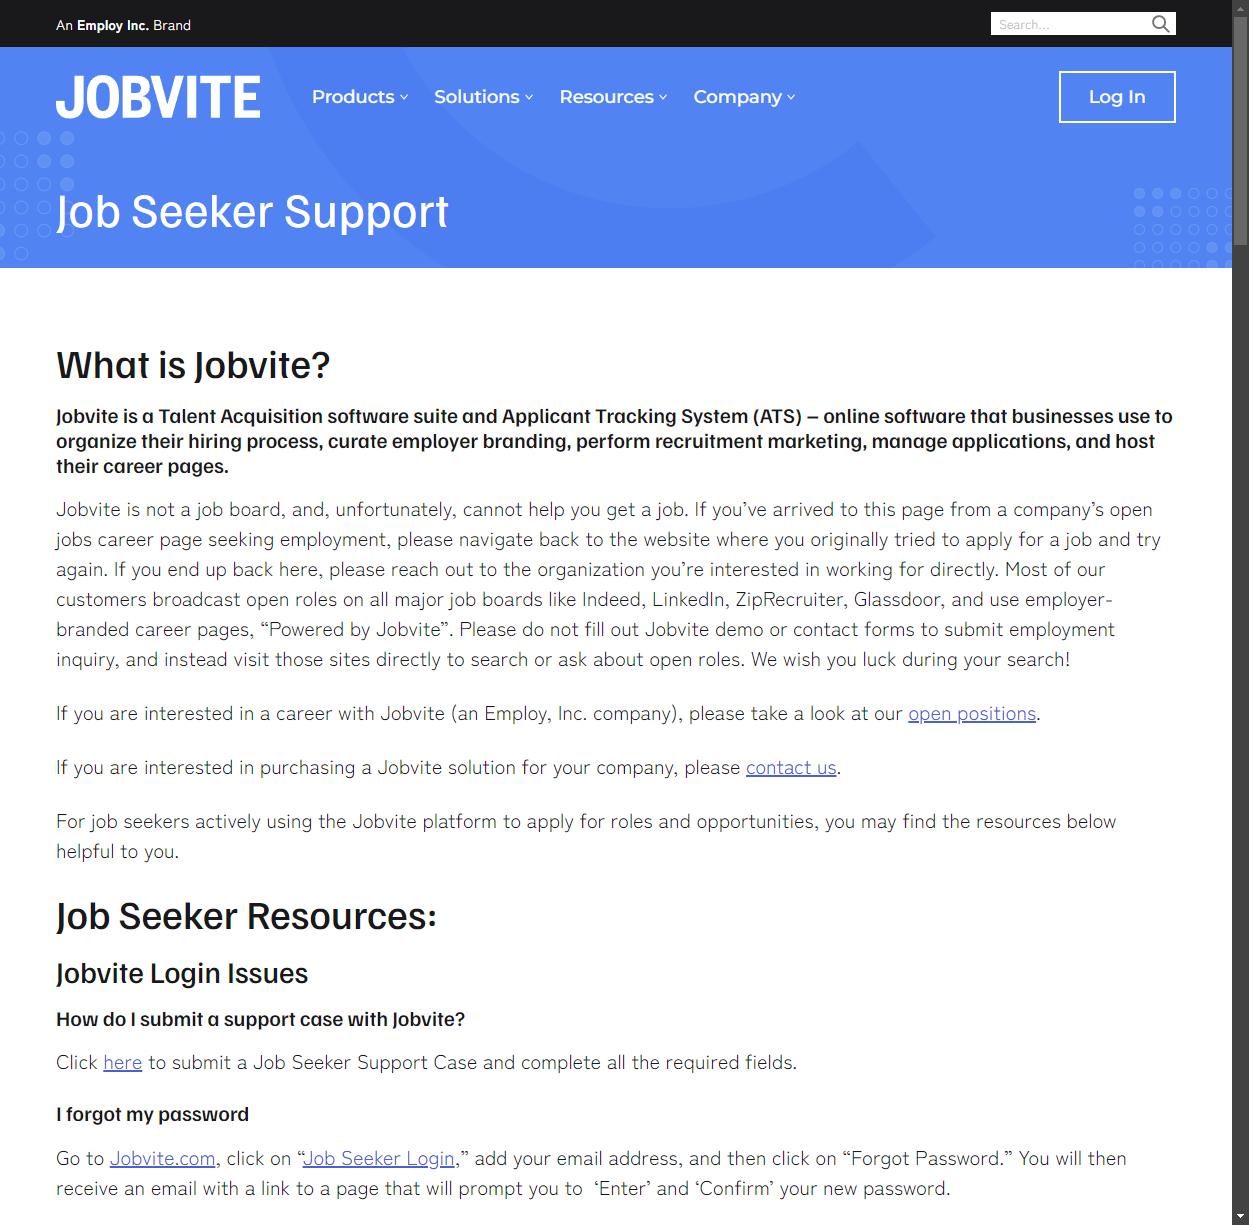 An Employ Inc. Brand
Search...
JOBVITE
Products
Solutions
Resources
Company
Log In
Job Seeker Support
What is Jobvite?
Jobvite is a Talent Acquisition software suite and Applicant Tracking System (ATS) – online software that businesses use to
organize their hiring process, curate employer branding, perform recruitment marketing, manage applications, and host
their career pages.
Jobvite is not a job board, and, unfortunately, cannot help you get a job. If you’ve arrived to this page from a company’s open
jobs career page seeking employment, please navigate back to the website where you originally tried to apply for a job and try
again. If you end up back here, please reach out to the organization you’re interested in working for directly. Most of our
customers broadcast open roles on all major job boards like Indeed, LinkedIn, ZipRecruiter, Glassdoor, and use employer-
branded career pages, “Powered by Jobvite”. Please do not fill out Jobvite demo or contact forms to submit employment
inquiry, and instead visit those sites directly to search or ask about open roles. We wish you luck during your search!
If you are interested in a career with Jobvite (an Employ, Inc. company), please take a look at our open positions.
If you are interested in purchasing a Jobvite solution for your company, please contact us.
For job seekers actively using the Jobvite platform to apply for roles and opportunities, you may find the resources below
helpful to you.
Job Seeker Resources:
Jobvite Login Issues
How do I submit a support case with Jobvite?
Click here to submit a Job Seeker Support Case and complete all the required fields.
I forgot my password
Go to Jobvite.com, click on “Job Seeker Login,” add your email address, and then click on “Forgot Password.” You will then
receive an email with a link to a page that will prompt you to  ‘Enter’ and ‘Confirm’ your new password.